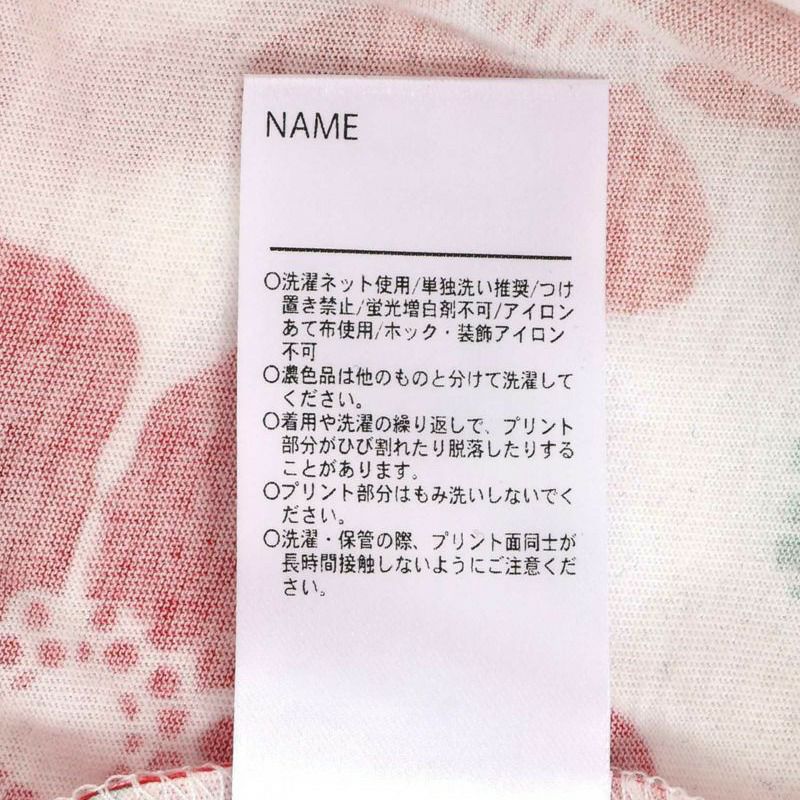 NAME
○洗濯ネット使用/単独洗い推奨/つけ
置き禁止/蛍光増白剤不可/アイロン
あて布使用/ホック・装飾アイロン
不可
○濃色品は他のものと分けて洗濯して
ください。
○着用や洗濯の繰り返しで、プリント
部分がひび割れたり脱落したりする
ことがあります。
○プリント部分はもみ洗いしないでく
ださい。
○洗濯・保管の際、プリント面同士が
長時間接触しないようにご注意くだ
さい。